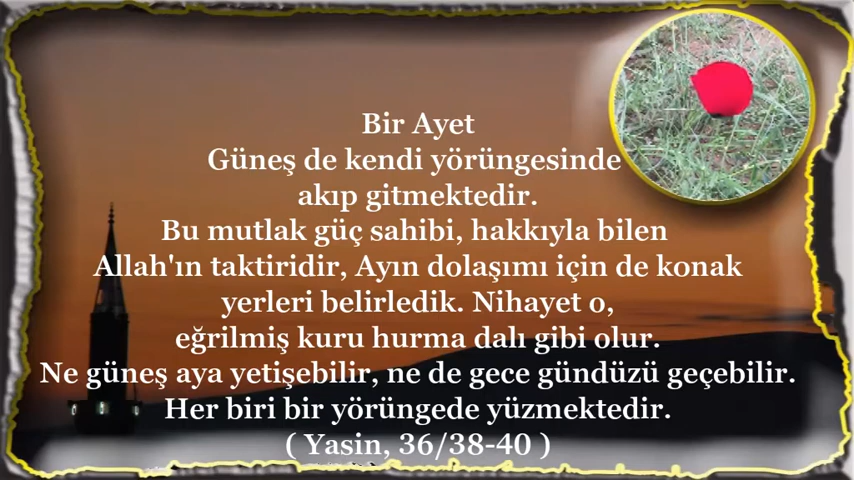 Bir Ayet
Güneş de kendi yörüngesinde
akıp gitmektedir.
Bu mutlak güç sahibi, hakkıyla bilen
Allah'ın taktiridir, Ayın dolaşımı için de konak
yerleri belirledik. Nihayet o,
eğrilmiş kuru hurma dalı gibi olur.
Ne güneş aya yetişebilir, ne de gece gündüzü geçebilir.
Her biri bir yörüngede yüzmektedir.
( Yasin, 36/38-40 )